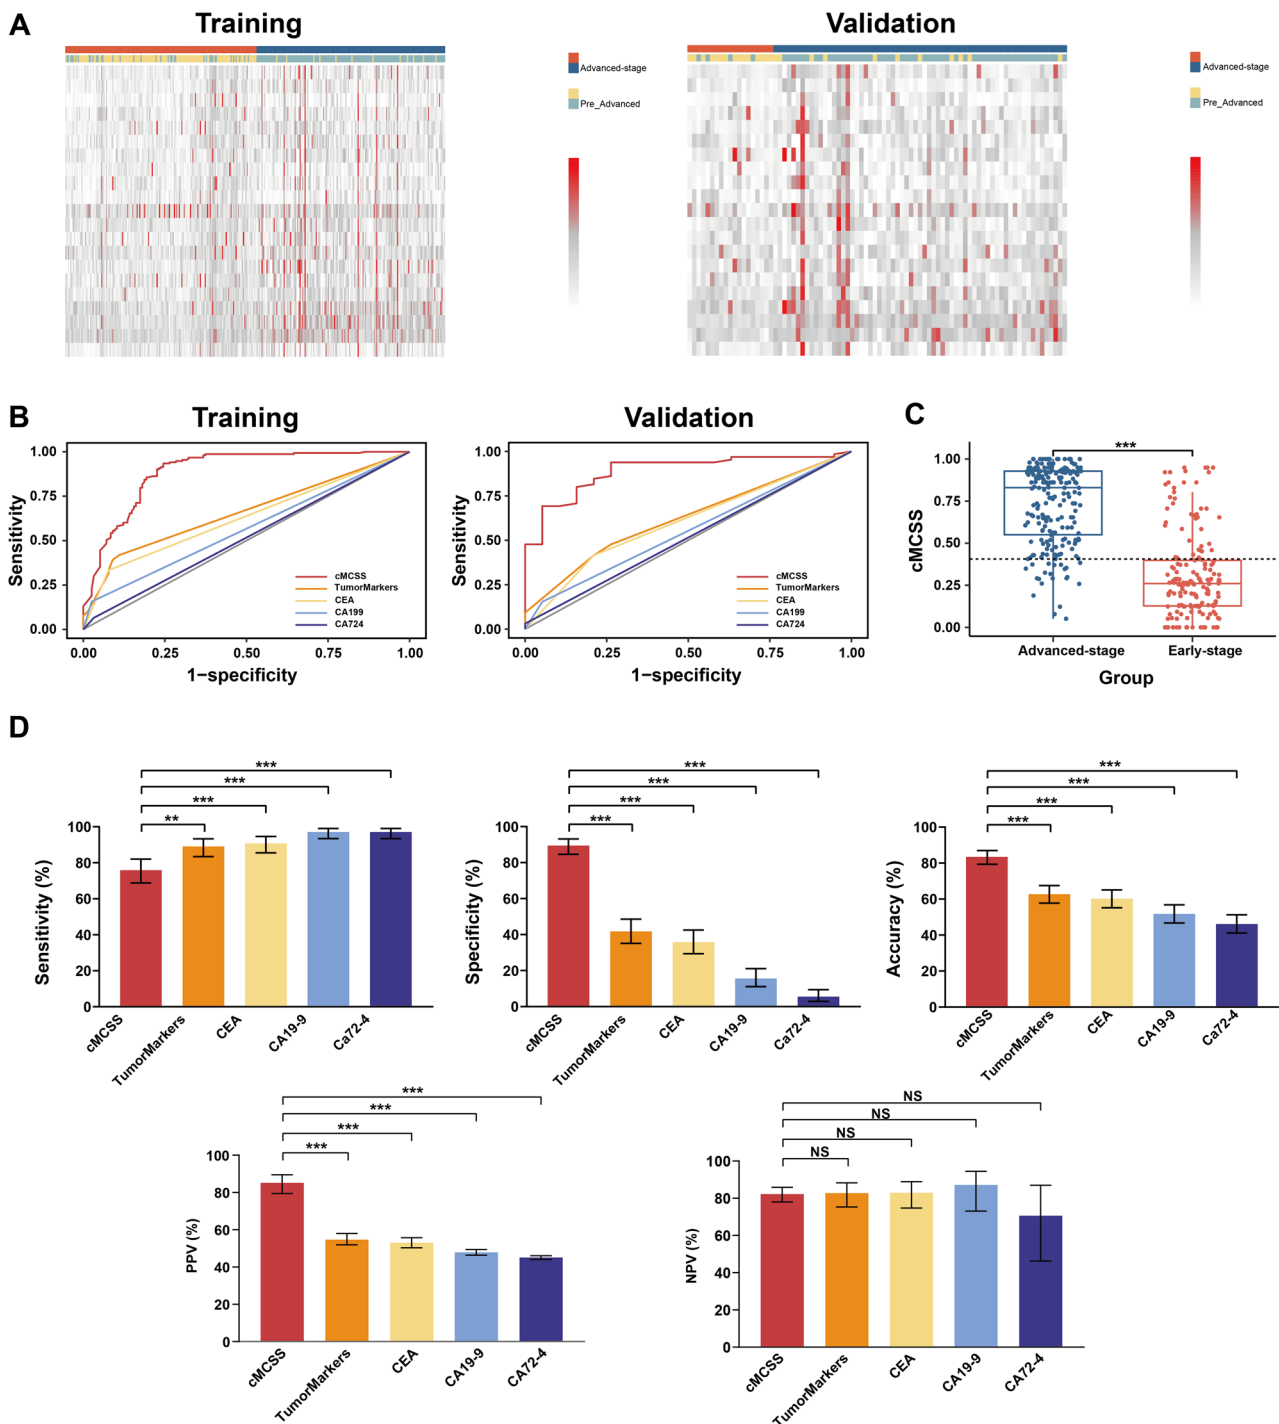 A
Training
Validation
Advanced-stage
Pre_Advanced
Advanced-stage
Pre_Advanced
B
Training
Validation
C
Sensitivity
1.00
0.75
0.50
0.25
0.00
cMCSS
TumorMarkers
CEA
CA199
CA724
0.00 0.25 0.50 0.75 1.00
1−specificity
Sensitivity
1.00
0.75
0.50
0.25
0.00
cMCSS
TumorMarkers
CEA
CA199
CA724
0.00 0.25 0.50 0.75 1.00
1−specificity
cMCSS
1.00
0.75
0.50
0.25
0.00
***
Advanced-stage Early-stage
Group
D
***
***
***
**
Sensitivity (%)
100
80
60
40
20
0
cMCSS TumorMarkers CEA CA19-9 Ca72-4
***
***
***
***
Specificity (%)
100
80
60
40
20
0
cMCSS TumorMarkers CEA CA19-9 Ca72-4
***
***
***
***
Accuracy (%)
100
80
60
40
20
0
cMCSS TumorMarkers CEA CA19-9 Ca72-4
***
***
***
***
PPV (%)
100
80
60
40
20
0
cMCSS TumorMarkers CEA CA19-9 CA72-4
NS
NS
NS
NS
NPV (%)
100
80
60
40
20
0
cMCSS TumorMarkers CEA CA19-9 CA72-4